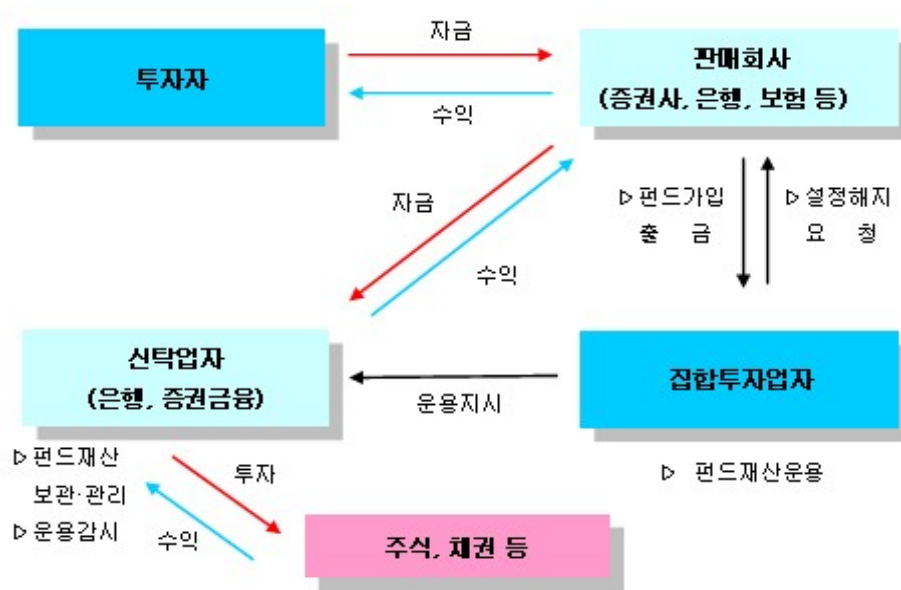 자금
투자자
수익
판매회사
(증권사, 은행, 보험 등)
자금
수익
▷펀드가입
출 금
▷설정해지
요 청
신탁업자
(은행, 증권금융)
운용지시
집합투자업자
▷ 펀드재산운용
▷펀드재산
보관·관리
▷운용감시
투자
수익
주식, 채권 등